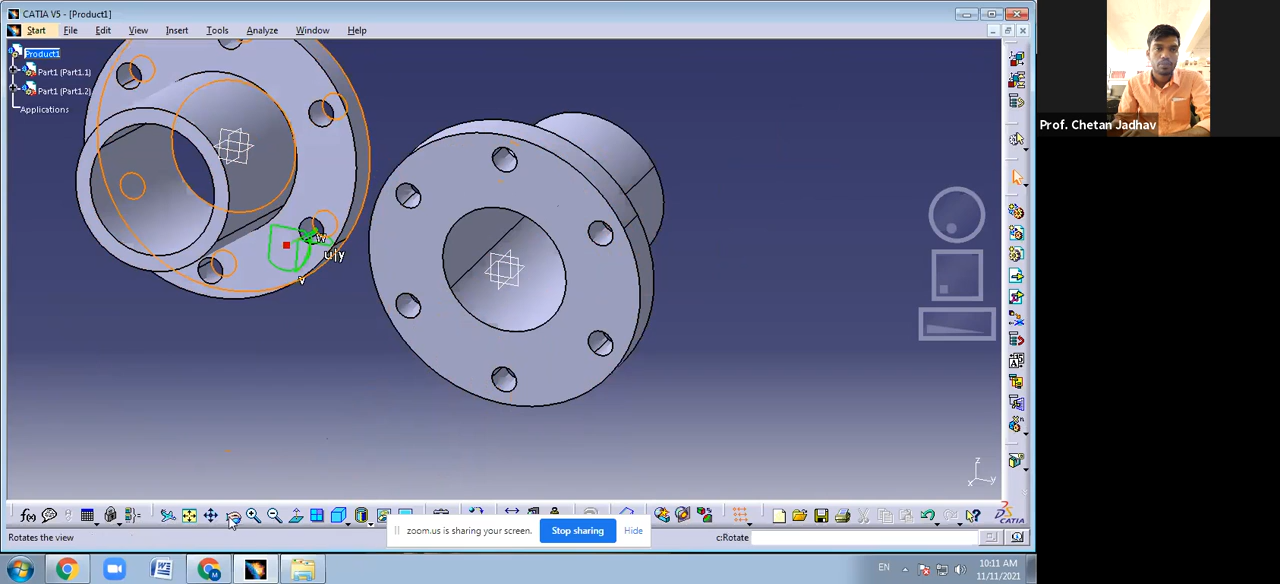 CATIA V5 - [Product1]
Start File Edit View Insert Tools Analyze Window Help
Product1
Part1 (Part1.1)
Part1 (Part1.2)
Applications
Prof. Chetan Jadhav
u|y
v
z
y
x
f(x)
CATIA
zoom.us is sharing your screen. Stop sharing Hide
Rotates the view
c:Rotate
EN
10:11 AM
11/11/2021